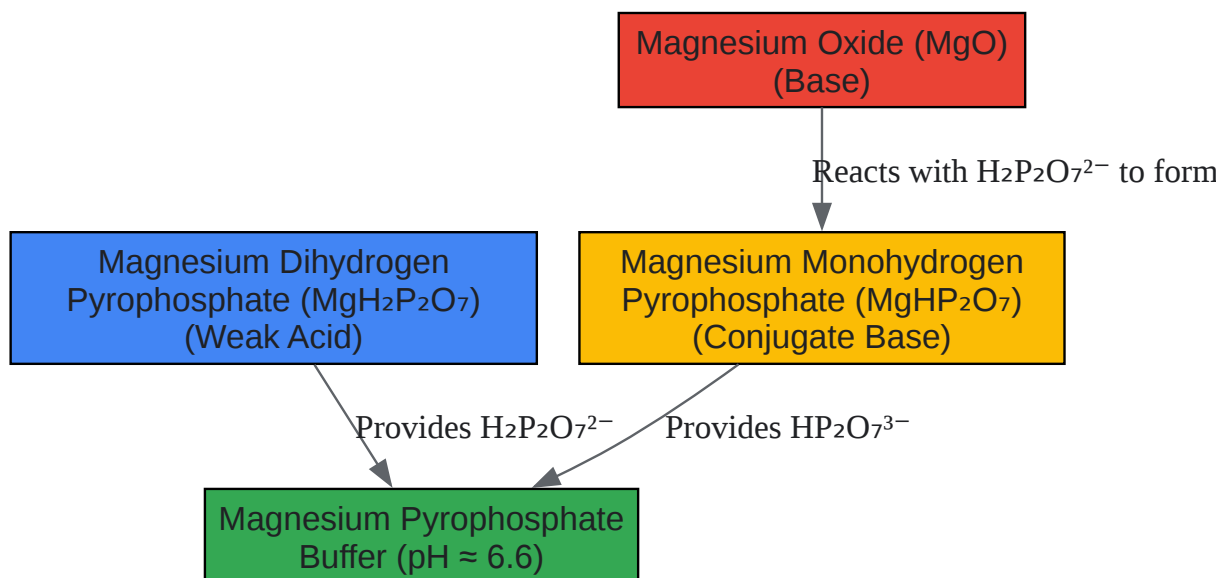 Magnesium Oxide (MgO)
(Base)
Reacts with H₂P₂O₇²⁻ to form
Magnesium Dihydrogen
Pyrophosphate (MgH₂P₂O₇)
(Weak Acid)
Magnesium Monohydrogen
Pyrophosphate (MgHP₂O₇)
(Conjugate Base)
Provides H₂P₂O₇²⁻
Provides HP₂O₇³⁻
Magnesium Pyrophosphate
Buffer (pH ≈ 6.6)